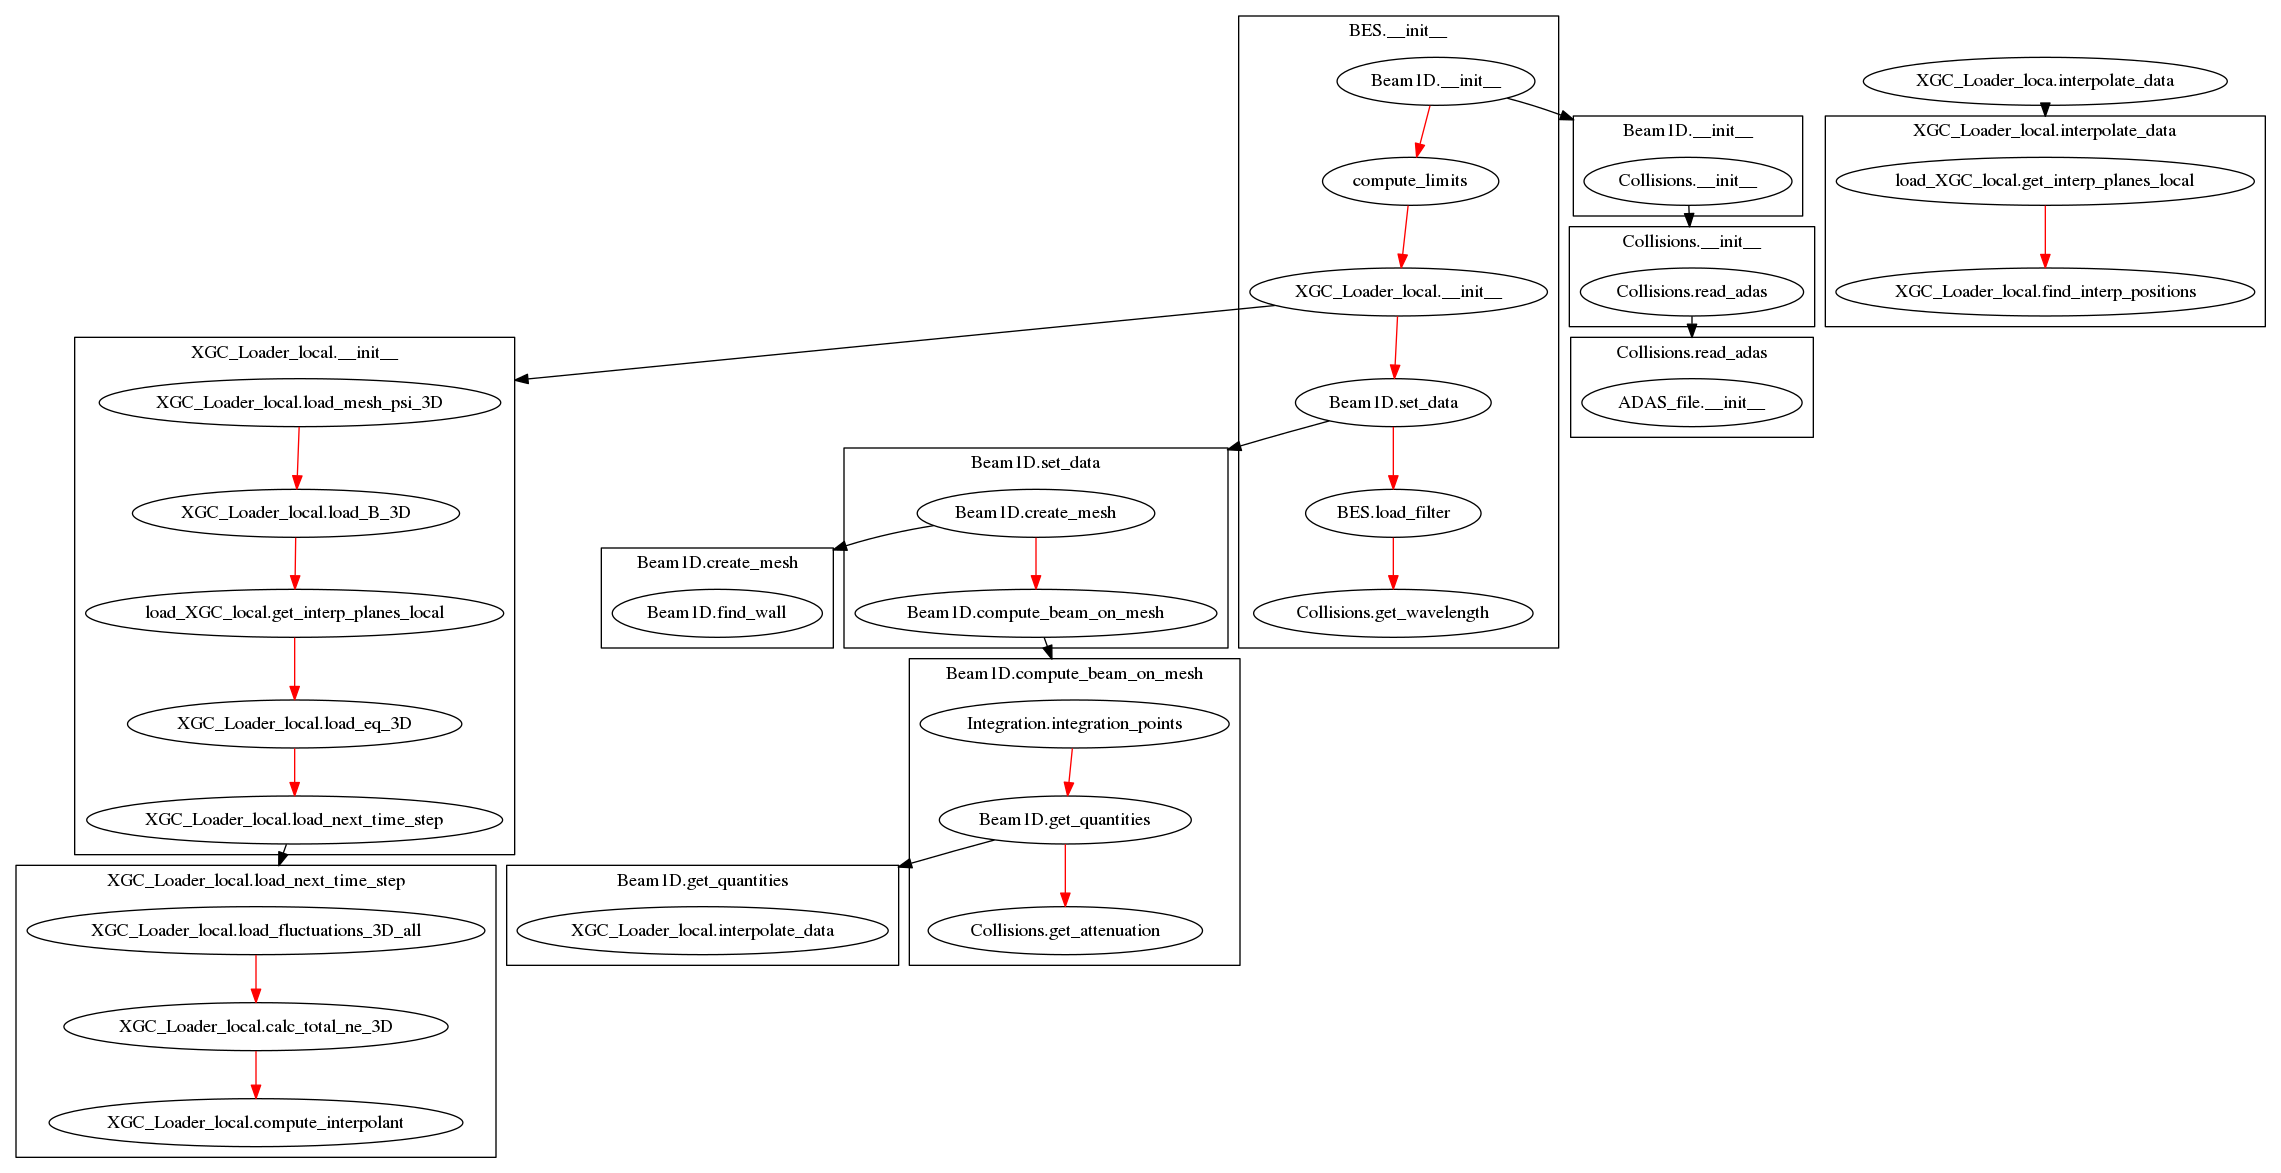 BES.__init__
Beam1D.__init__
compute_limits
XGC_Loader_local.__init__
Beam1D.set_data
BES.load_filter
Collisions.get_wavelength
Beam1D.__init__
Collisions.__init__
Collisions.__init__
Collisions.read_adas
Collisions.read_adas
ADAS_file.__init__
XGC_Loader_loca.interpolate_data
XGC_Loader_local.interpolate_data
load_XGC_local.get_interp_planes_local
XGC_Loader_local.find_interp_positions
XGC_Loader_local.__init__
XGC_Loader_local.load_mesh_psi_3D
XGC_Loader_local.load_B_3D
load_XGC_local.get_interp_planes_local
XGC_Loader_local.load_eq_3D
XGC_Loader_local.load_next_time_step
Beam1D.set_data
Beam1D.create_mesh
Beam1D.compute_beam_on_mesh
Beam1D.create_mesh
Beam1D.find_wall
Beam1D.compute_beam_on_mesh
Integration.integration_points
Beam1D.get_quantities
Collisions.get_attenuation
Beam1D.get_quantities
XGC_Loader_local.interpolate_data
XGC_Loader_local.load_next_time_step
XGC_Loader_local.load_fluctuations_3D_all
XGC_Loader_local.calc_total_ne_3D
XGC_Loader_local.compute_interpolant